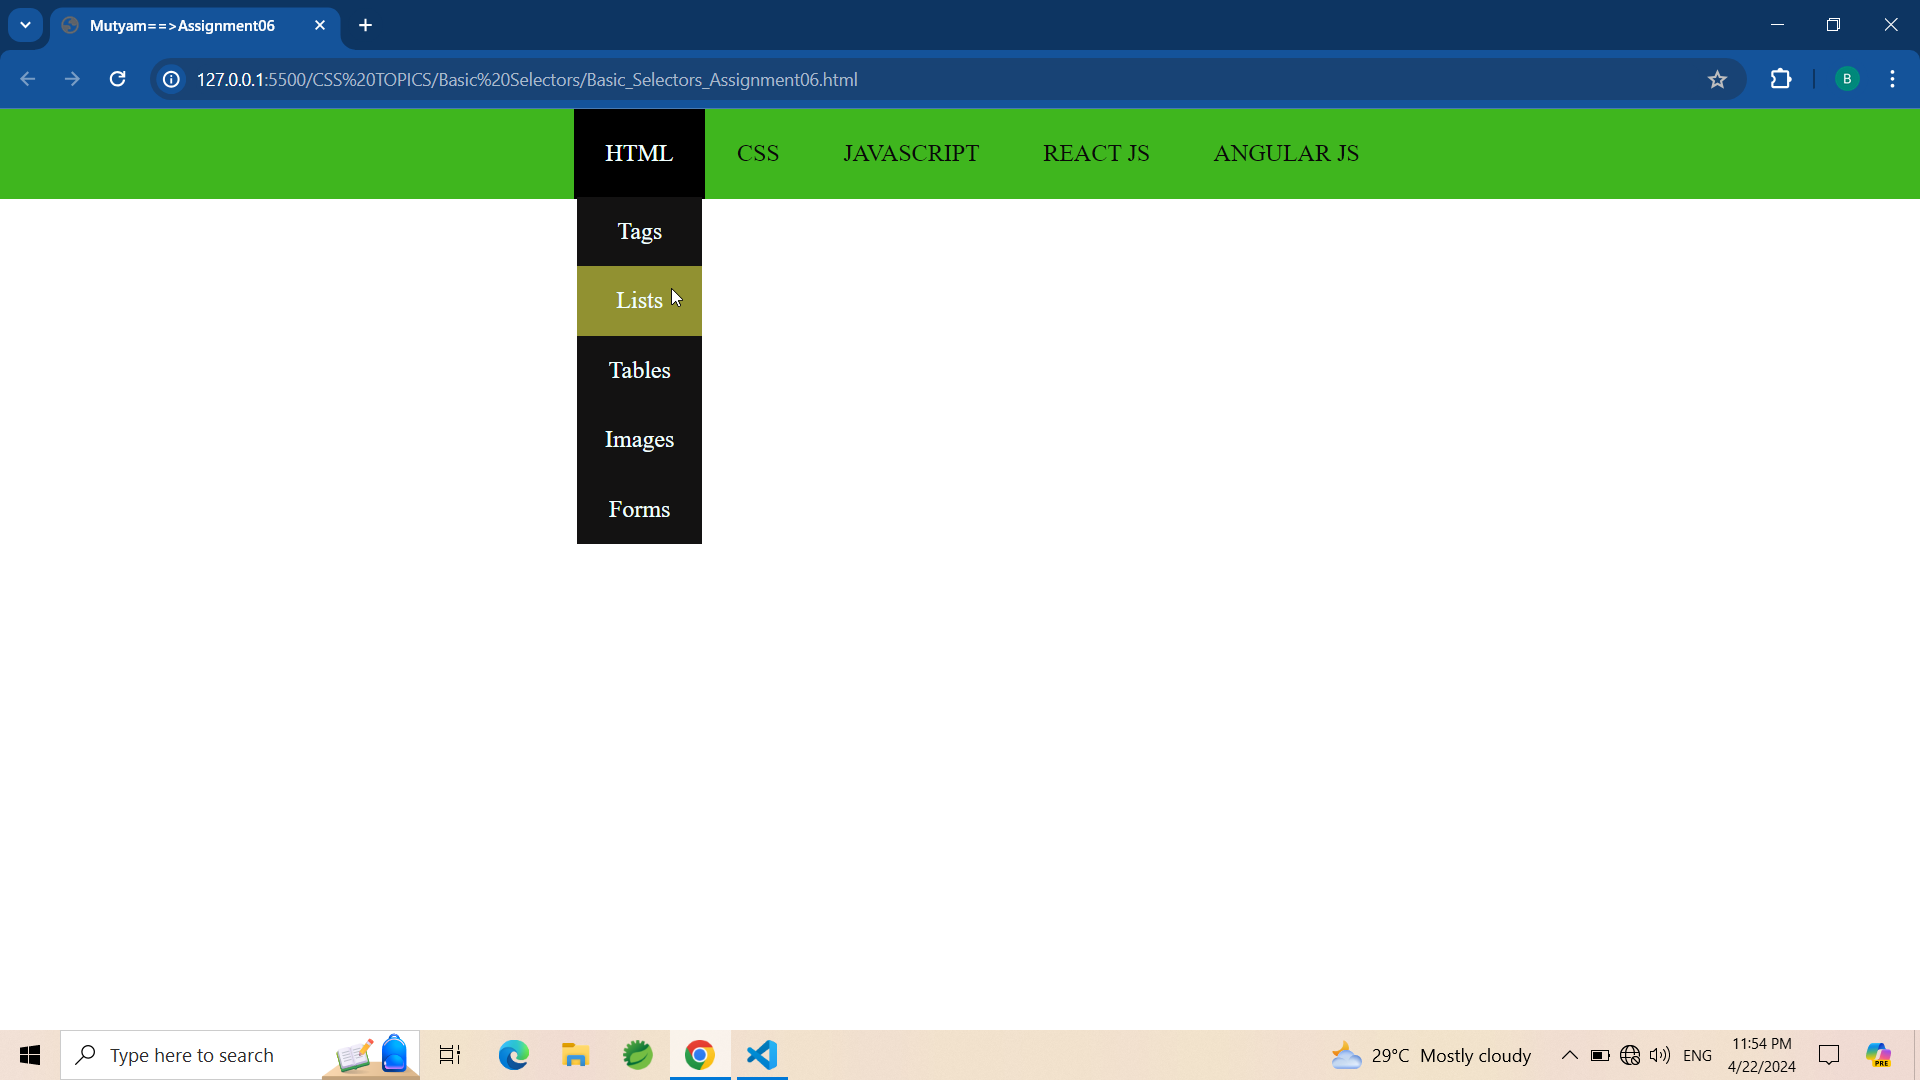 Mutyam==>Assignment06
127.0.0.1:5500/CSS%20TOPICS/Basic%20Selectors/Basic_Selectors_Assignment06.html
B
HTML CSS JAVASCRIPT REACT JS ANGULAR JS
Tags
Lists
Tables
Images
Forms
Type here to search
29°C Mostly cloudy
ENG
11:54 PM
4/22/2024
PRE